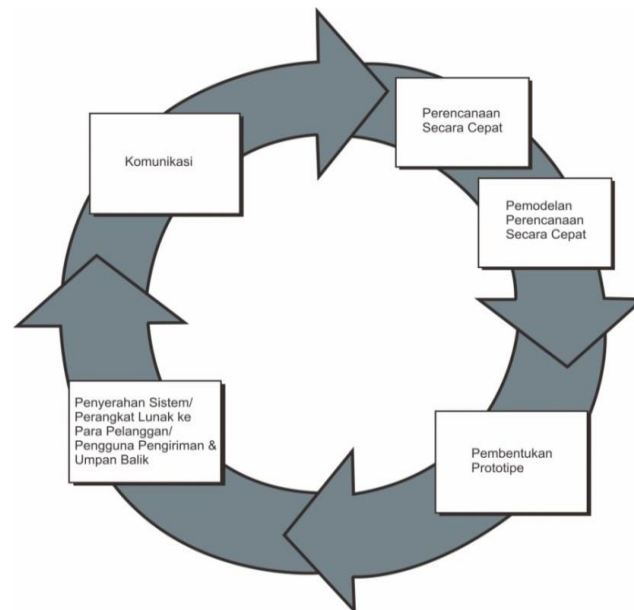 Komunikasi
Perencanaan
Secara Cepat
Pemodelan
Perencanaan
Secara Cepat
Pembentukan
Prototipe
Penyerahan Sistem/
Perangkat Lunak ke
Para Pelanggan/
Pengguna Pengiriman &
Umpan Balik